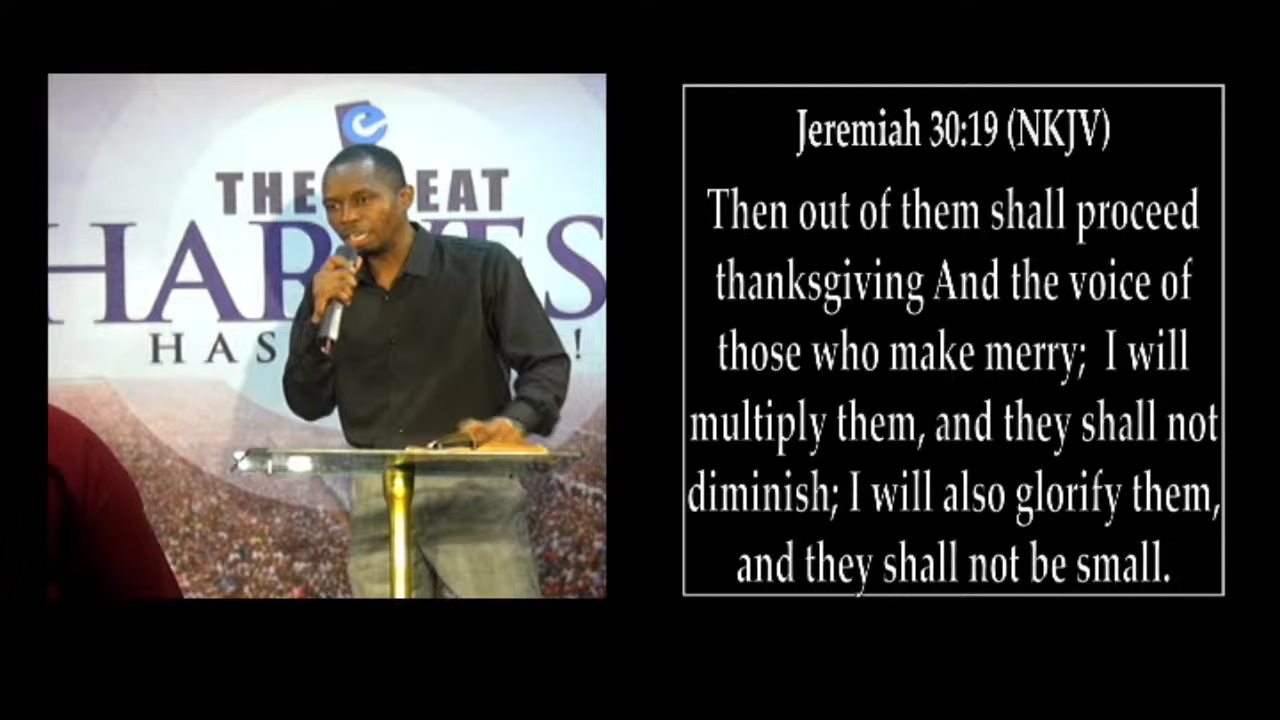 THE EAT
HARVES
HAS !
Jeremiah 30:19 (NKJV)
Then out of them shall proceed
thanksgiving And the voice of
those who make merry; I will
multiply them, and they shall not
diminish; I will also glorify them,
and they shall not be small.